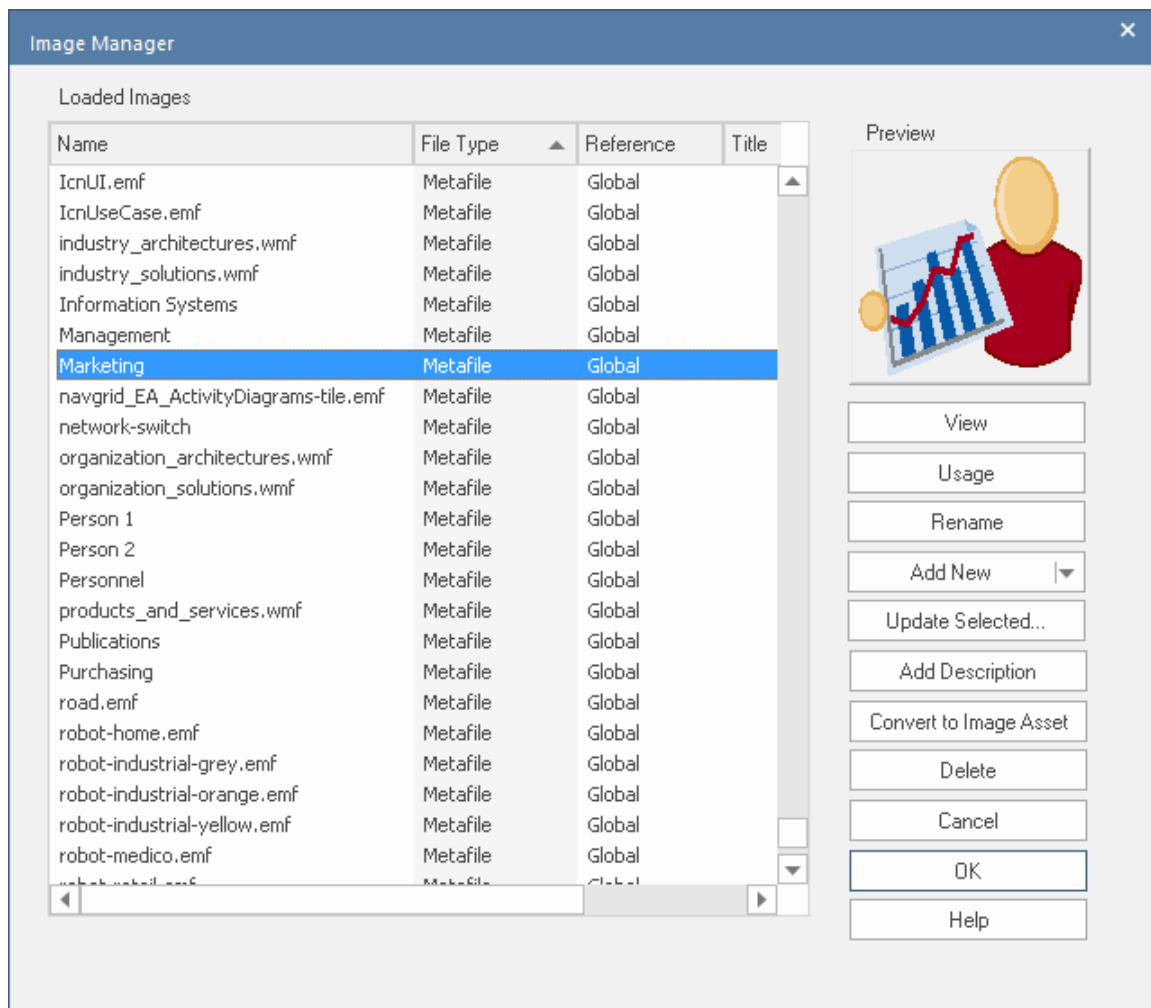 Image Manager
Loaded Images
Name File Type Reference Title
IcnUI.emf Metafile Global
IcnUseCase.emf Metafile Global
industry_architectures.wmf Metafile Global
industry_solutions.wmf Metafile Global
Information Systems Metafile Global
Management Metafile Global
Marketing Metafile Global
navgrid_EA_ActivityDiagrams-tile.emf Metafile Global
network-switch Metafile Global
organization_architectures.wmf Metafile Global
organization_solutions.wmf Metafile Global
Person 1 Metafile Global
Person 2 Metafile Global
Personnel Metafile Global
products_and_services.wmf Metafile Global
Publications Metafile Global
Purchasing Metafile Global
road.emf Metafile Global
robot-home.emf Metafile Global
robot-industrial-grey.emf Metafile Global
robot-industrial-orange.emf Metafile Global
robot-industrial-yellow.emf Metafile Global
robot-medico.emf Metafile Global
Preview
View
Usage
Rename
Add New
Update Selected...
Add Description
Convert to Image Asset
Delete
Cancel
OK
Help